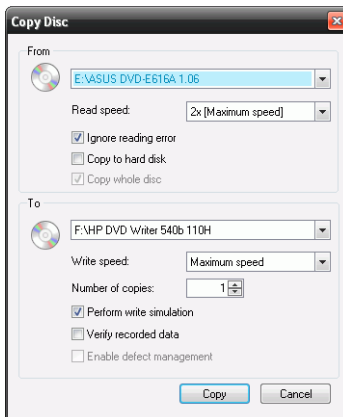 Copy Disc
From
E:\ASUS DVD-E616A 1.06
Read speed: 2x [Maximum speed]
Ignore reading error
Copy to hard disk
Copy whole disc
To
F:\HP DVD Writer 540b 110H
Write speed: Maximum speed
Number of copies: 1
Perform write simulation
Verify recorded data
Enable defect management
Copy Cancel